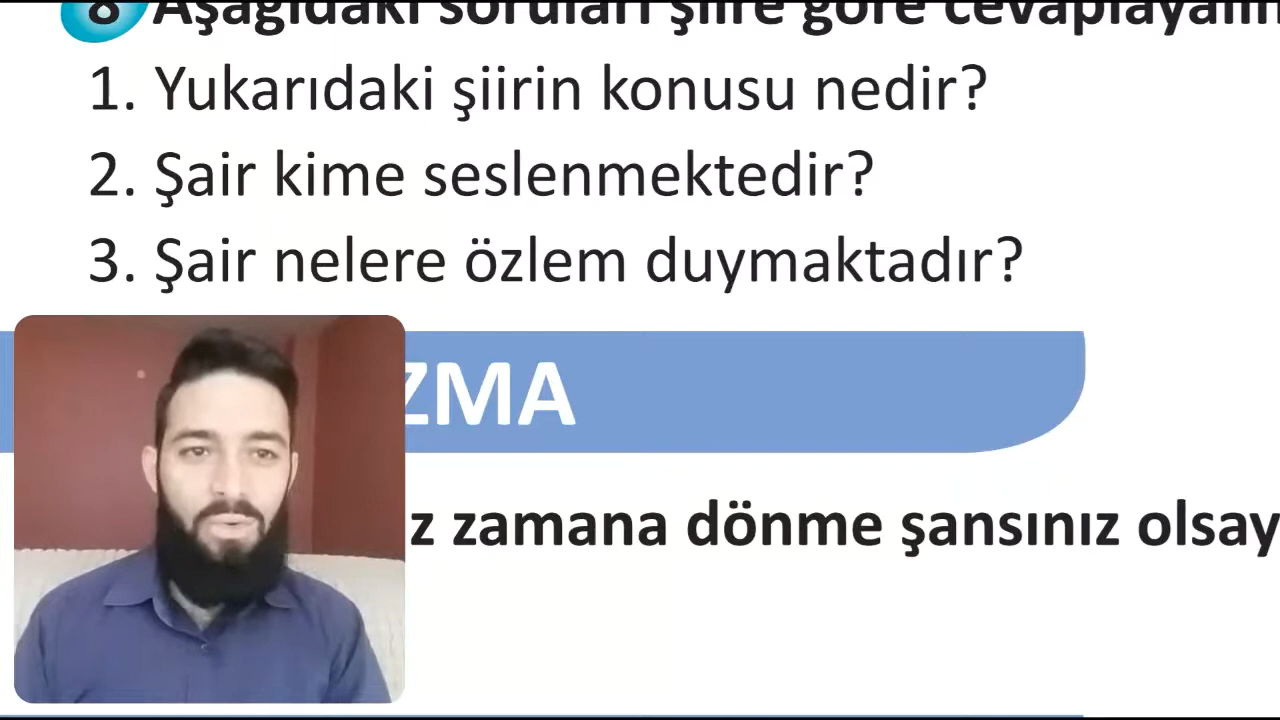 8 Aşağıdaki soruları şiire göre cevaplayalım
1. Yukarıdaki şiirin konusu nedir?
2. Şair kime seslenmektedir?
3. Şair nelere özlem duymaktadır?
ZMA
z zamana dönme şansınız olsay